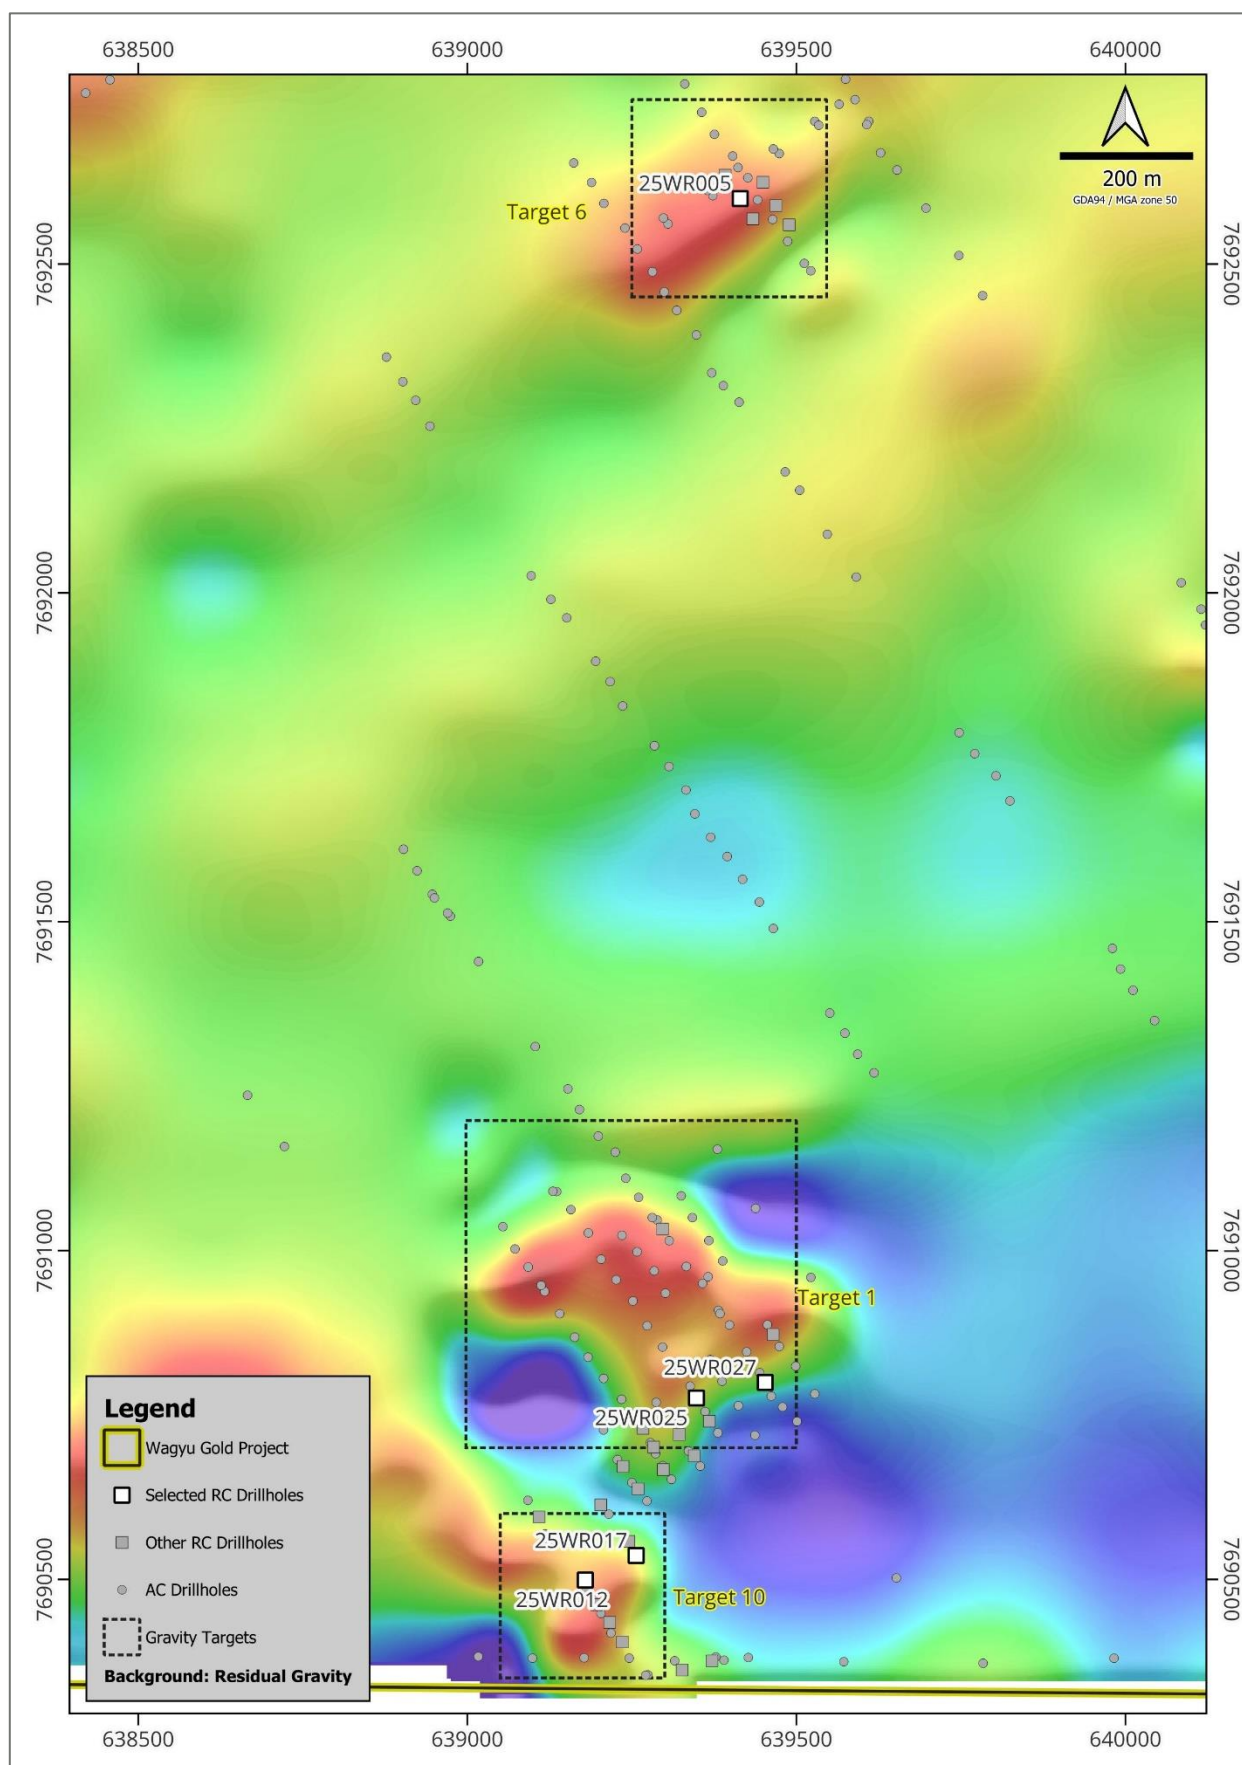 638500
639000
639500
640000
200 m
GDA94 / MGA zone 50
25WR005
Target 6
7692500
7692500
7692000
7692000
7691500
7691500
7691000
7691000
Target 1
25WR027
25WR025
Legend
Wagyu Gold Project
Selected RC Drillholes
Other RC Drillholes
AC Drillholes
Gravity Targets
Background: Residual Gravity
25WR017
25WR012
Target 10
7690500
7690500
638500
639000
639500
640000